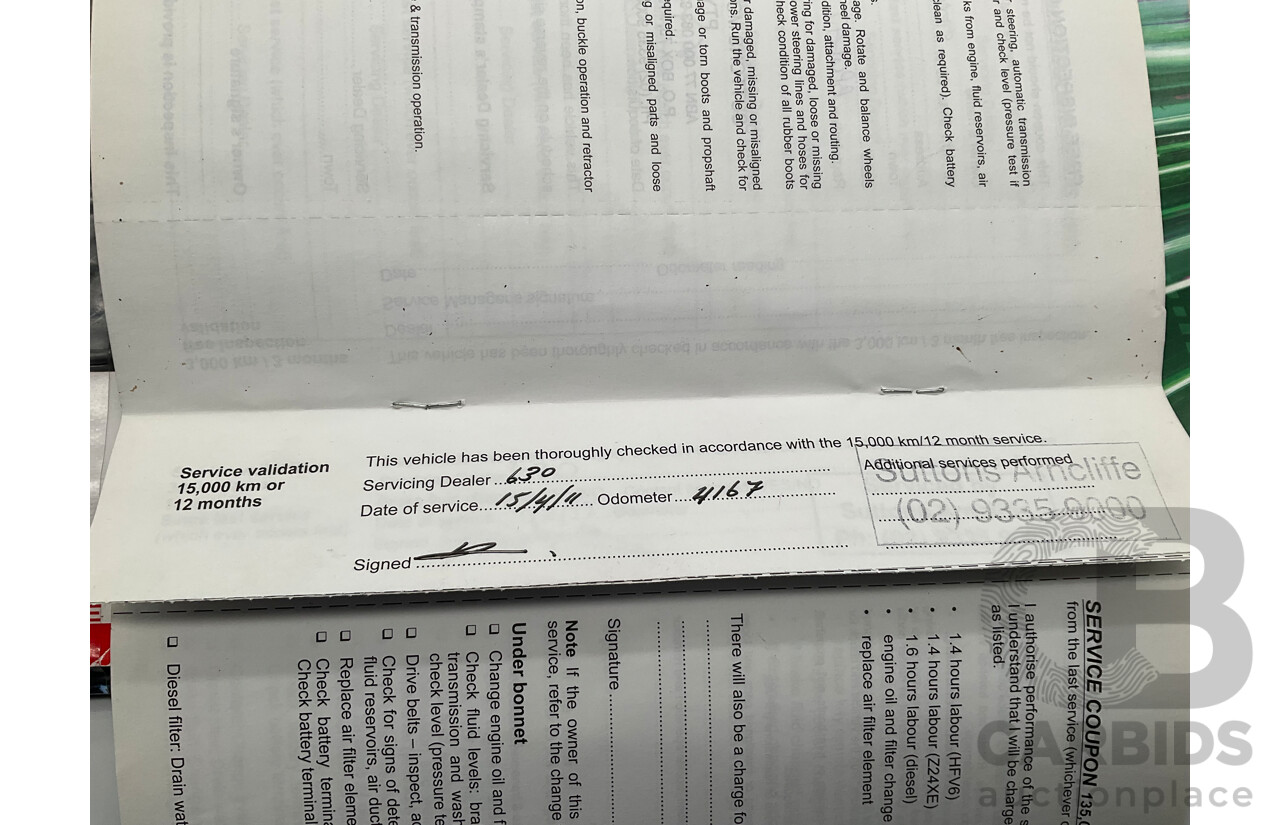 r steering, automatic transmission
r and check level (pressure test if
ks from engine, fluid reservoirs, air
lean as required). Check battery
s.
age. Rotate and balance wheels
heel damage.
dition, attachment and routing.
ring for damaged, loose or missing
ower steering lines and hoses for
heck condition of all rubber boots
r damaged, missing or misaligned
ons. Run the vehicle and check for
age or torn boots and propshaft
equired.
g or misaligned parts and loose
on, buckle operation and retractor
& transmission operation.
Service validation
15,000 km or
12 months
This vehicle has been thoroughly checked in accordance with the 15,000 km/12 month service.
Servicing Dealer 630
Date of service 15/4/11 Odometer 4167
Signed
Additional services performed
Suttons Arncliffe
(02) 9335 9000
SERVICE COUPON 135,0
from the last service (whichever
I authorise performance of the s
I understand that I will be charge
as listed.
• 1.4 hours labour (HFV6)
• 1.4 hours labour (Z24XE)
• 1.6 hours labour (diesel)
• engine oil and filter change
• replace air filter element
There will also be a charge fo
Signature
Note If the owner of this
service, refer to the change
Under bonnet
❑ Change engine oil and f
❑ Check fluid levels: bra
transmission and wash
check level (pressure te
❑ Drive belts – inspect, ad
❑ Check for signs of dete
fluid reservoirs, air duct
❑ Replace air filter eleme
❑ Check battery termina
Check battery terminal
❑ Diesel filter: Drain wat
B
CARBIDS
auctionplace